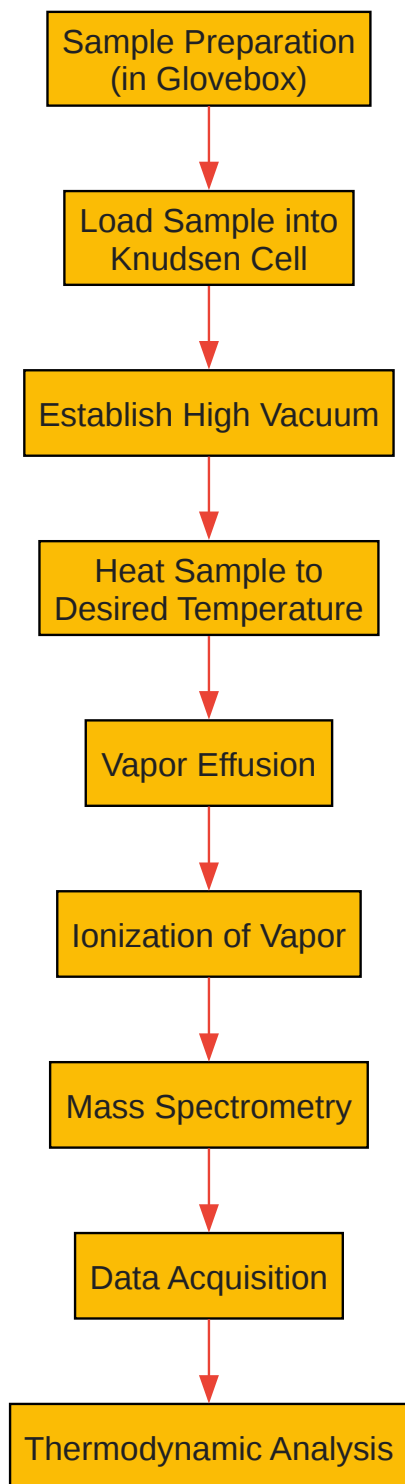 Sample Preparation
(in Glovebox)
Load Sample into
Knudsen Cell
Establish High Vacuum
Heat Sample to
Desired Temperature
Vapor Effusion
Ionization of Vapor
Mass Spectrometry
Data Acquisition
Thermodynamic Analysis